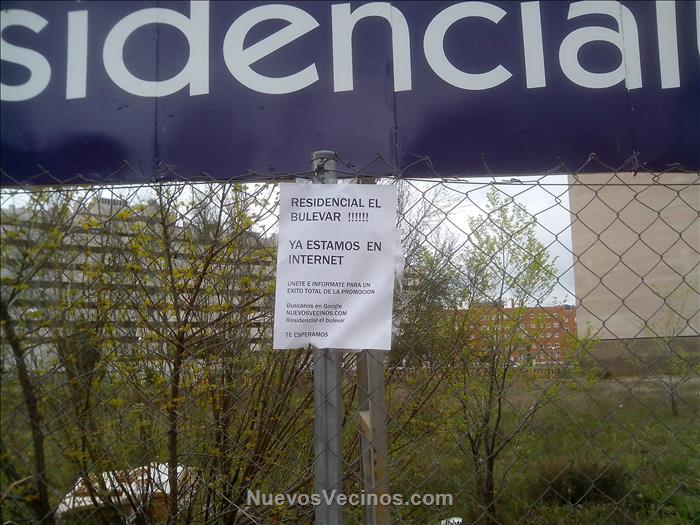 sidencial
RESIDENCIAL EL
BULEVAR !!!!!!
YA ESTAMOS EN
INTERNET
UNETE E INFORMATE PARA UN
EXITO TOTAL DE LA PROMOCION
Buscanos en Google
NUEVOSVECINOS.COM
Residencial el bulevar
TE ESPERAMOS
NuevosVecinos.com